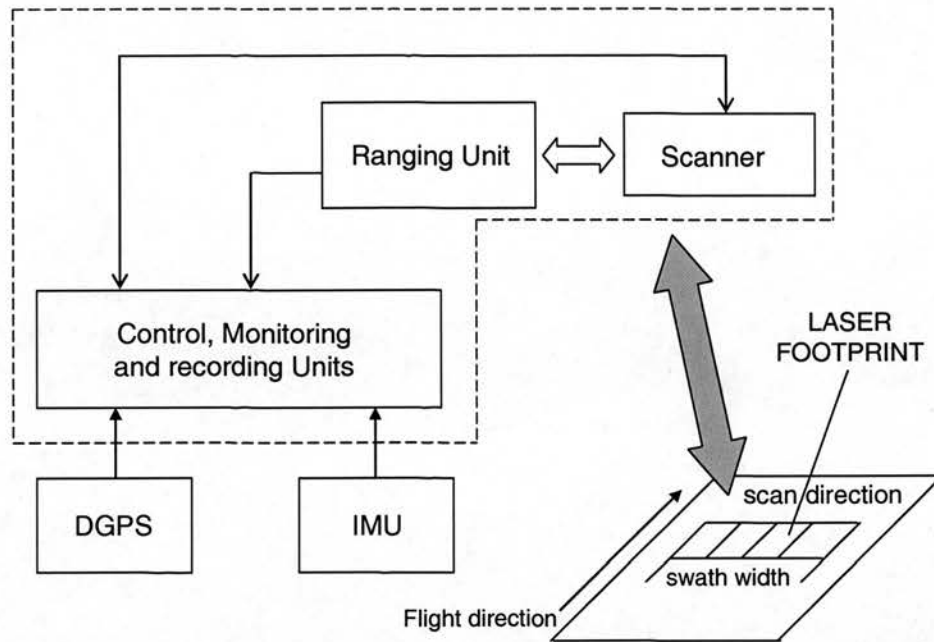 Ranging Unit
Scanner
Control, Monitoring
and recording Units
LASER
FOOTPRINT
DGPS
IMU
scan direction
swath width
Flight direction